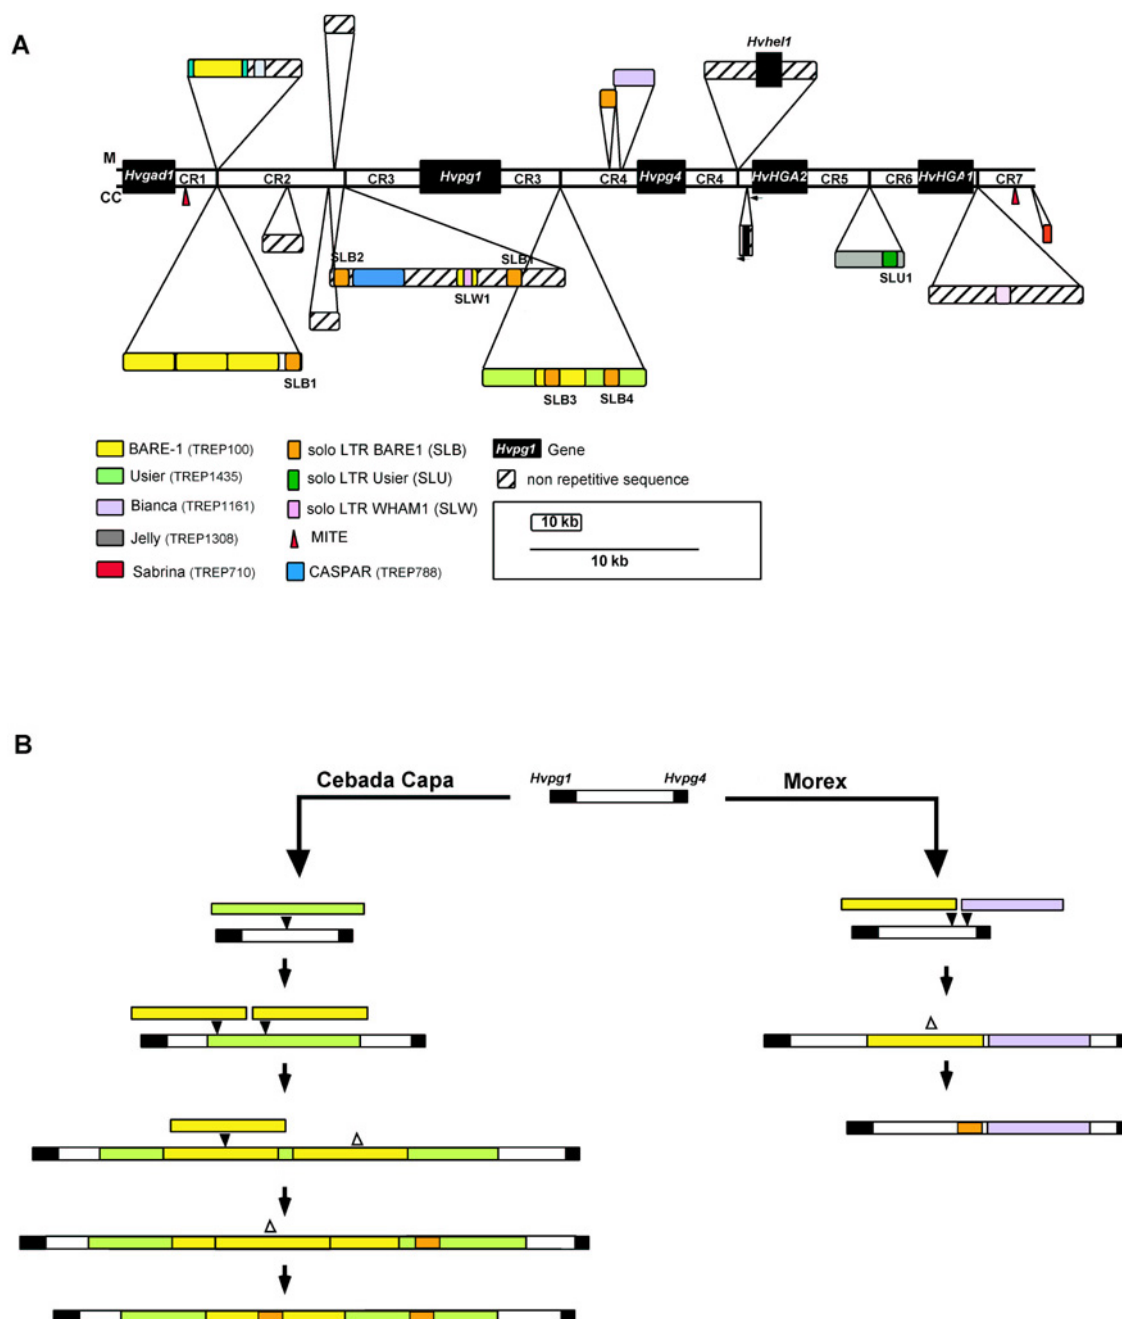 A
Hvhel1
M
Hvgad1 CR1 CR2 CR3 Hvpg1 CR3 CR4 Hvpg4 CR4 HvHGA2 CR5 CR6 HvHGA1 CR7
CC
SLB2 SLB1
SLW1
SLU1
SLB1
SLB3 SLB4
BARE-1 (TREP100)
Usier (TREP1435)
Bianca (TREP1161)
Jelly (TREP1308)
Sabrina (TREP710)
solo LTR BARE1 (SLB)
solo LTR Usier (SLU)
solo LTR WHAM1 (SLW)
MITE
CASPAR (TREP788)
Hvpg1 Gene
non repetitive sequence
10 kb
10 kb
B
Cebada Capa
Hvpg1 Hvpg4
Morex